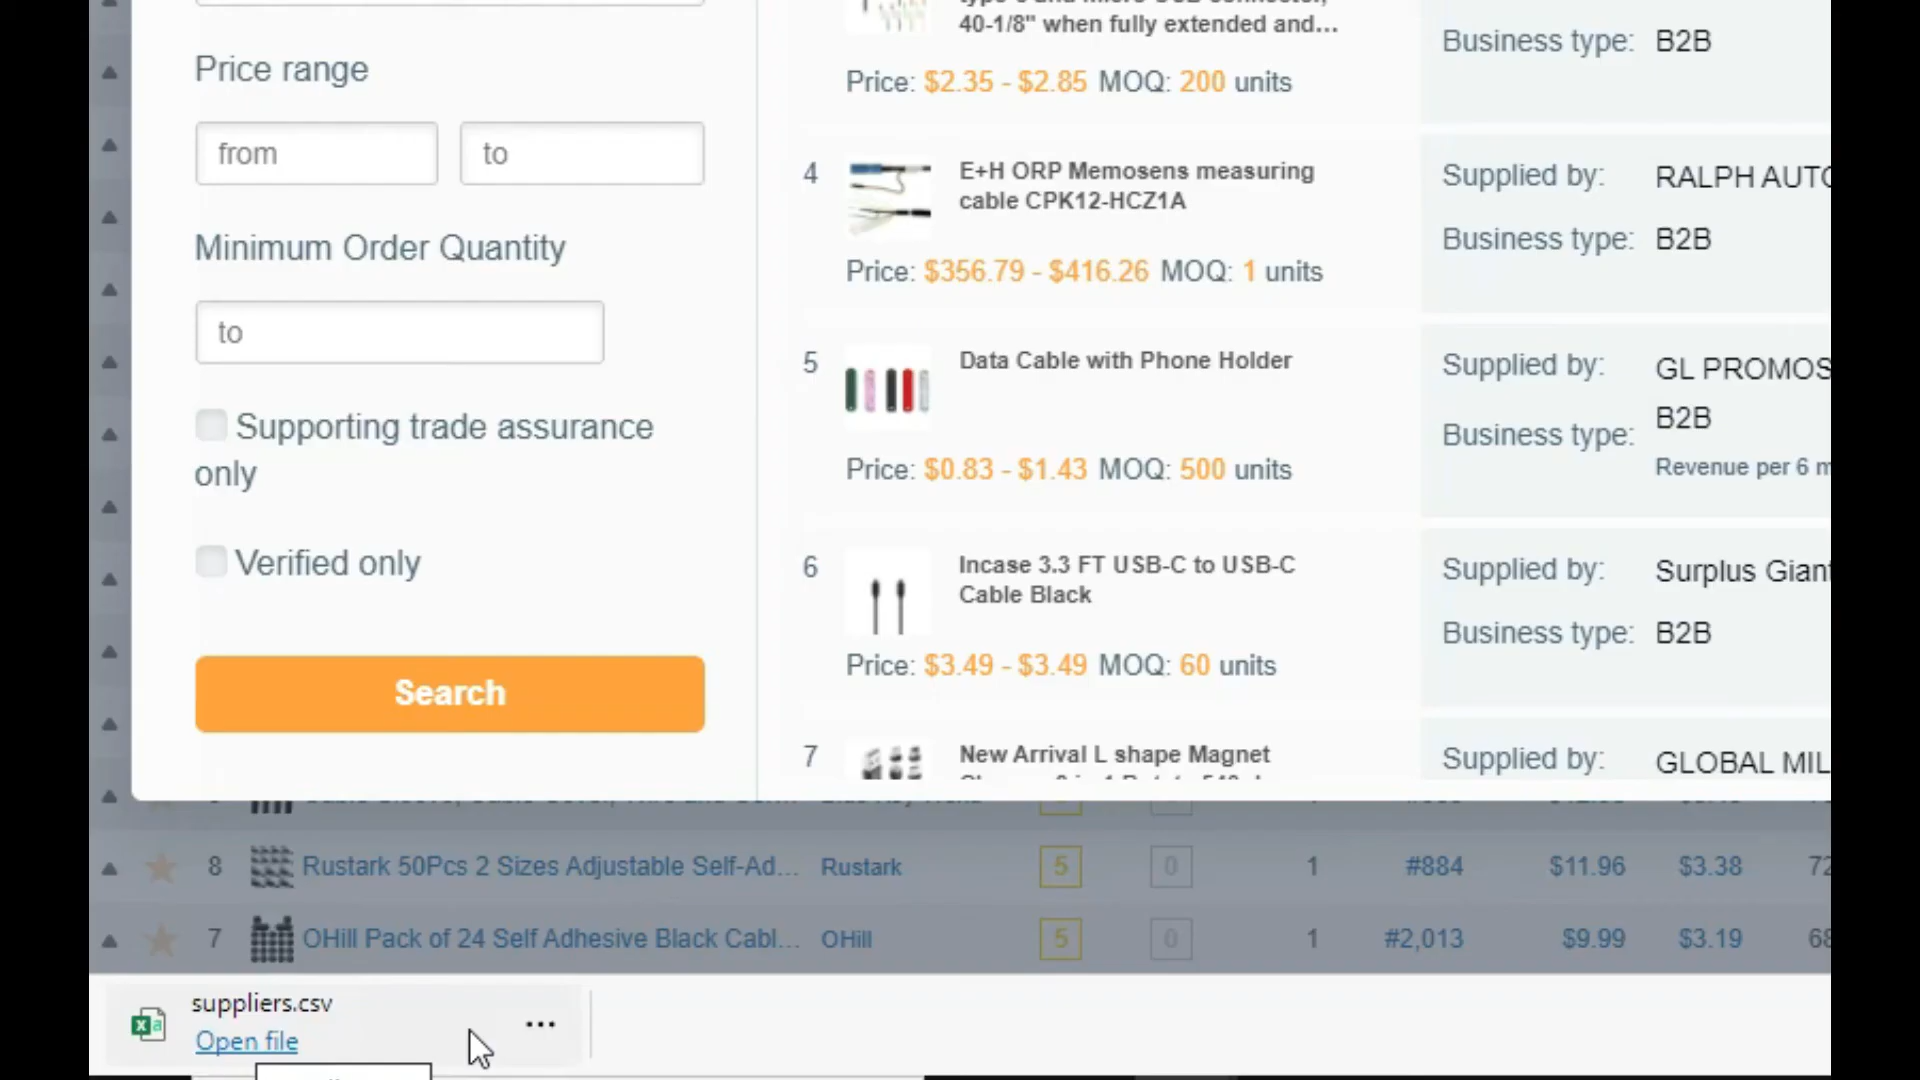 Price range
from
to
Minimum Order Quantity
to
Supporting trade assurance
only
Verified only
Search
40-1/8" when fully extended and...
Price: $2.35 - $2.85 MOQ: 200 units
Business type: B2B
4
E+H ORP Memosens measuring
cable CPK12-HCZ1A
Price: $356.79 - $416.26 MOQ: 1 units
Supplied by: RALPH AUTO
Business type: B2B
5
Data Cable with Phone Holder
Price: $0.83 - $1.43 MOQ: 500 units
Supplied by: GL PROMOS
Business type: B2B
Revenue per 6 m
6
Incase 3.3 FT USB-C to USB-C
Cable Black
Price: $3.49 - $3.49 MOQ: 60 units
Supplied by: Surplus Giant
Business type: B2B
7
New Arrival L shape Magnet
Supplied by: GLOBAL MIL
8 Rustark 50Pcs 2 Sizes Adjustable Self-Ad... Rustark 5 0 1 #884 $11.96 $3.38 72
7 OHill Pack of 24 Self Adhesive Black Cabl... OHill 5 0 1 #2,013 $9.99 $3.19 68
suppliers.csv
Open file